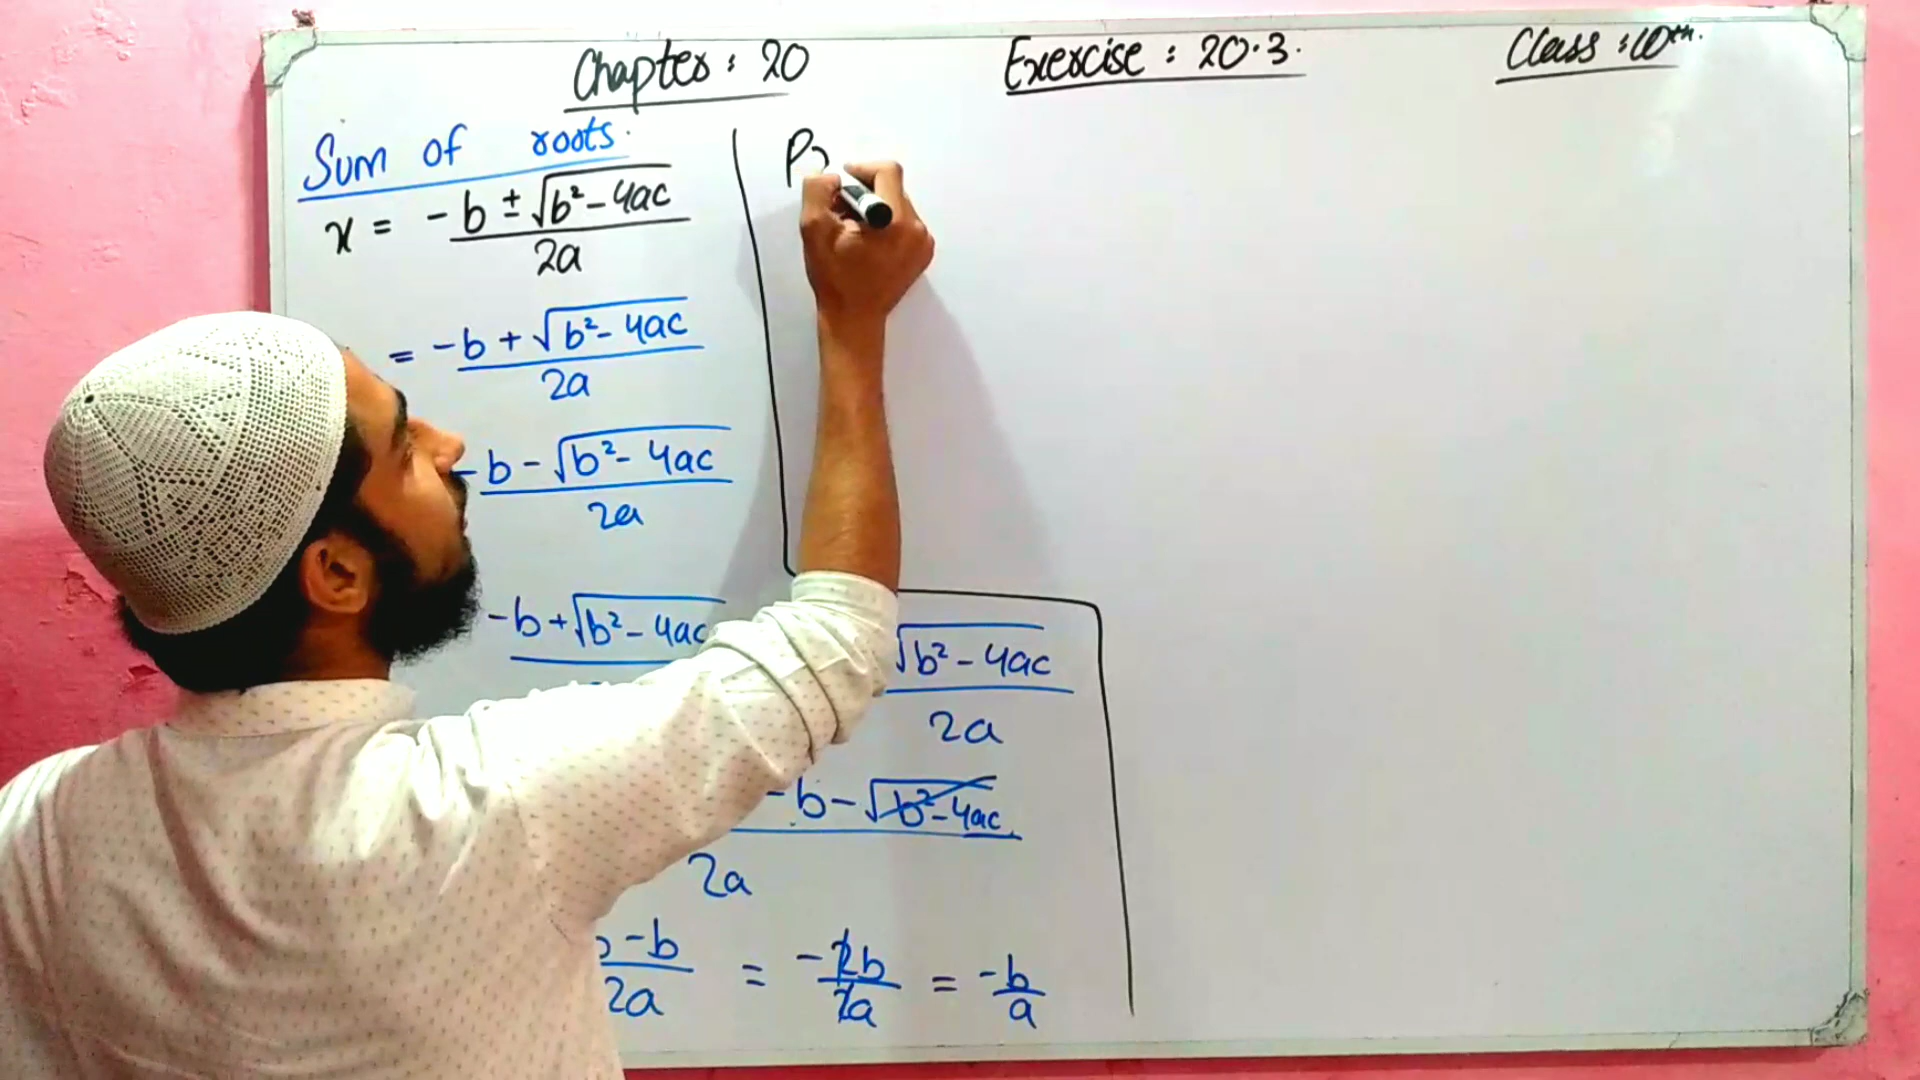 Chapter : 20
Exercise : 20.3.
Class : 10th.
Sum of roots.
x = -b ± √b² - 4ac
2a
= -b + √b² - 4ac
2a
-b - √b² - 4ac
2a
-b + √b² - 4ac
√b² - 4ac
2a
-b - √b² - 4ac
2a
-b
2a
= -2b
2a
= -b
a